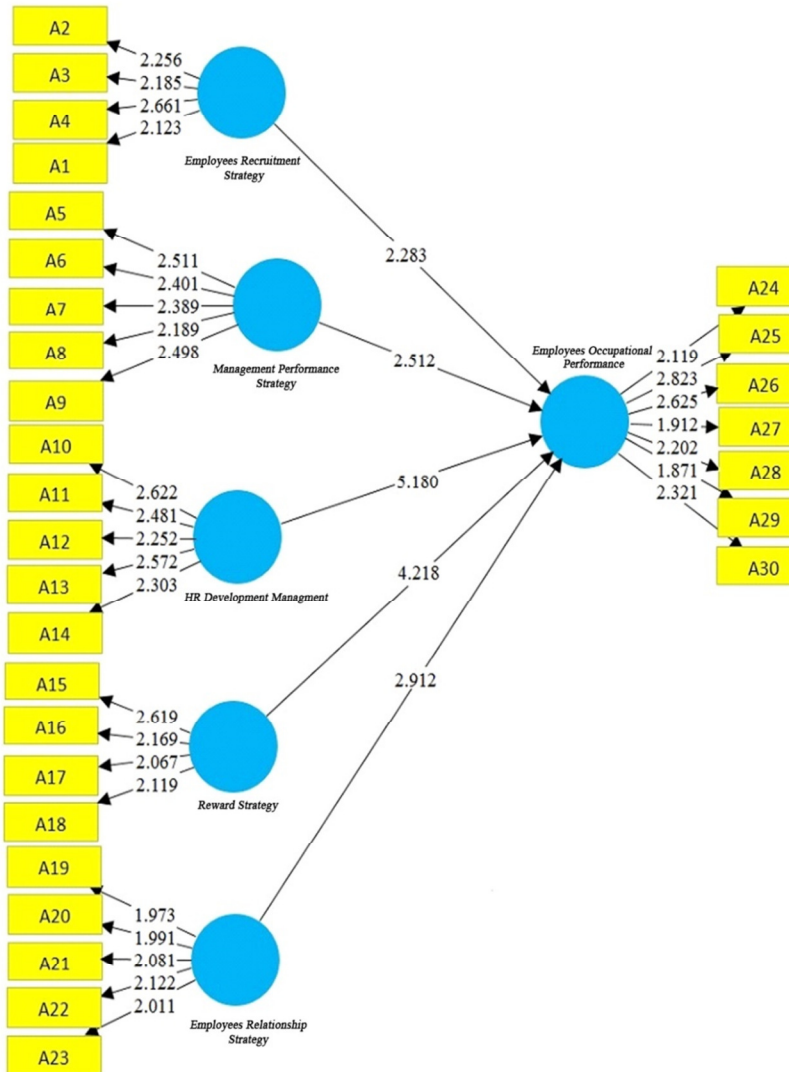 A2
A3
A4
A1
2.256
2.185
2.661
2.123
Employees Recruitment
Strategy
A5
A6
A7
A8
A9
2.511
2.401
2.389
2.189
2.498
Management Performance
Strategy
A10
A11
A12
A13
A14
2.622
2.481
2.252
2.572
2.303
HR Development Managment
A15
A16
A17
A18
2.619
2.169
2.067
2.119
Reward Strategy
A19
A20
A21
A22
A23
1.973
1.991
2.081
2.122
2.011
Employees Relationship
Strategy
2.283
2.512
5.180
4.218
2.912
Employees Occupational
Performance
2.119
2.823
2.625
1.912
2.202
1.871
2.321
A24
A25
A26
A27
A28
A29
A30